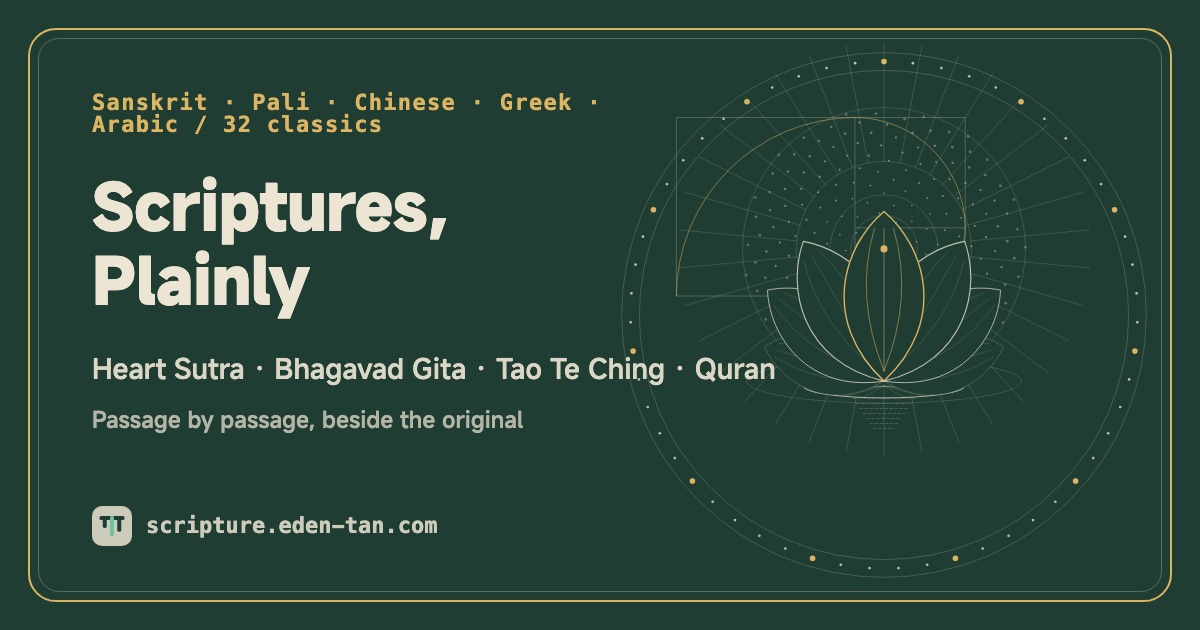 Sanskrit · Pali · Chinese · Greek ·
Arabic / 32 classics
Scriptures,
Plainly
Heart Sutra · Bhagavad Gita · Tao Te Ching · Quran
Passage by passage, beside the original
scripture.eden-tan.com